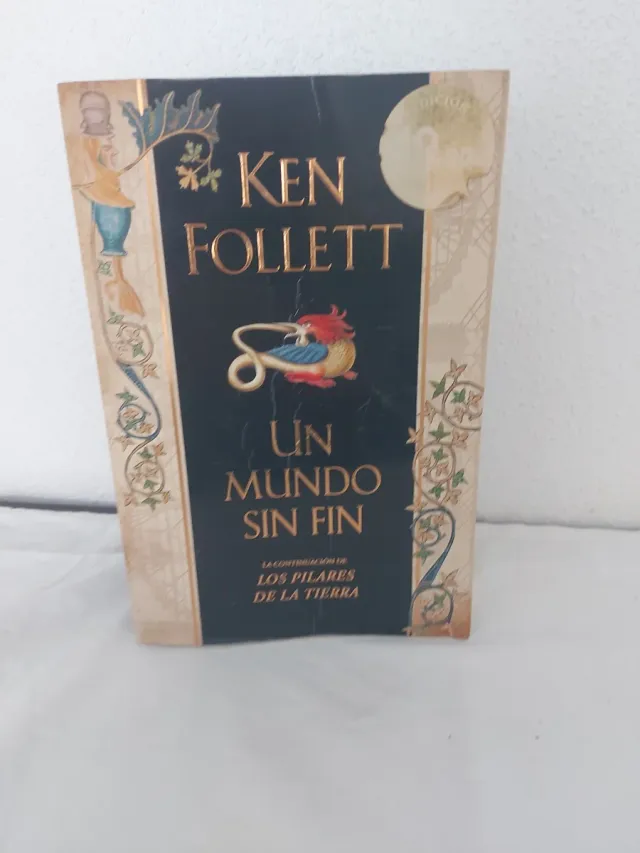 KEN
FOLLETT
UN
MUNDO
SIN FIN
LA CONTINUACIÓN DE
LOS PILARES
DE LA TIERRA